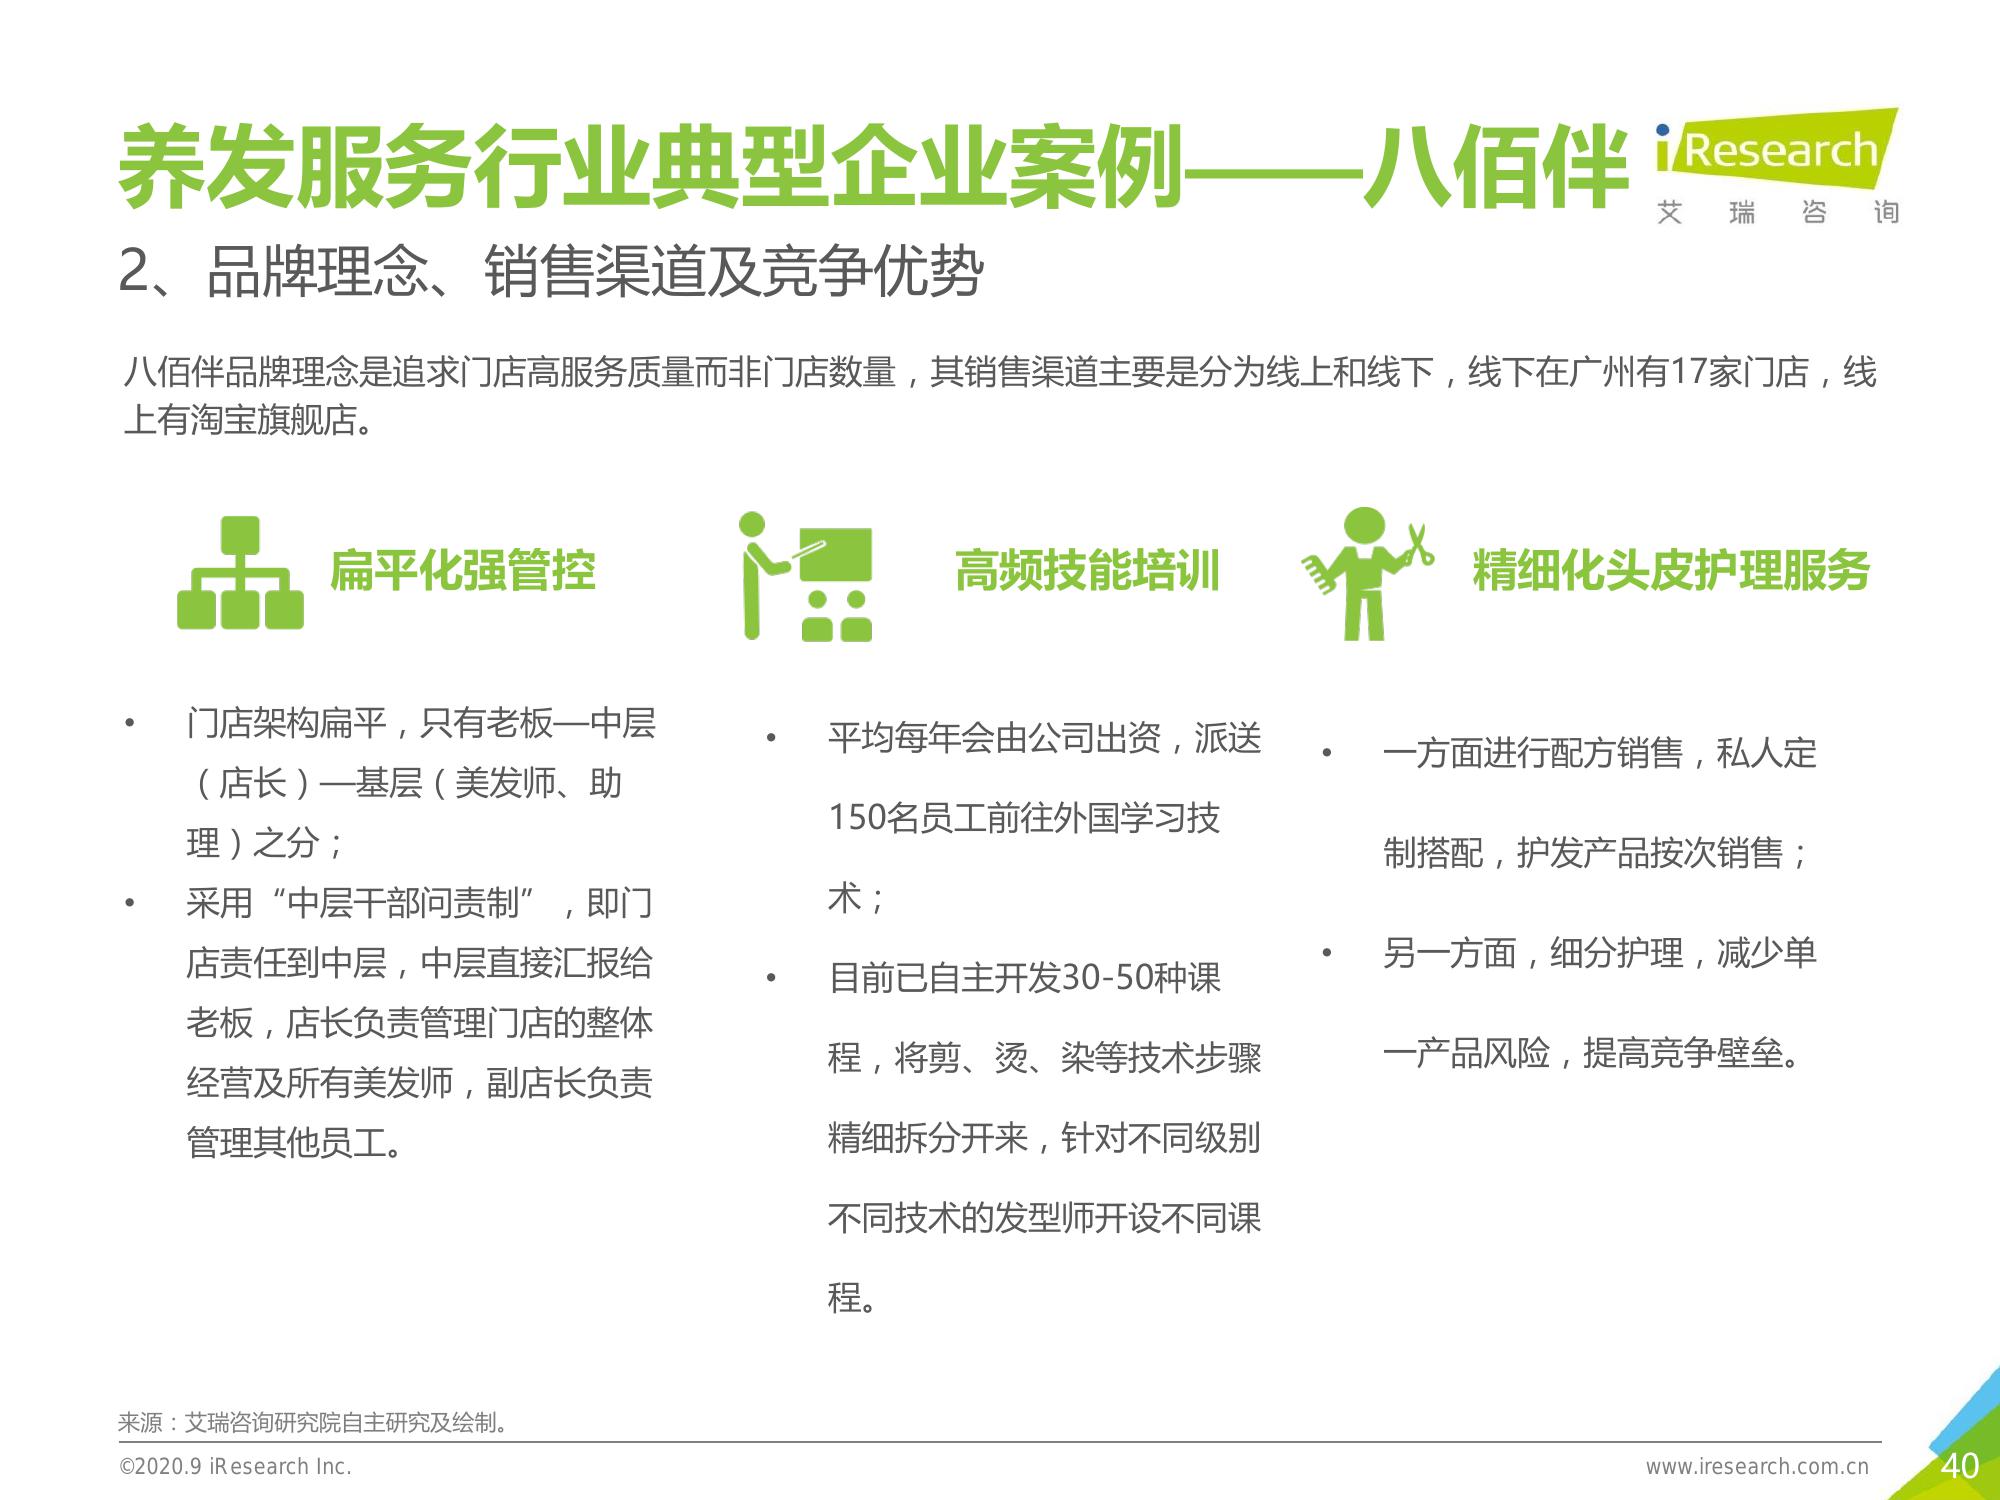 养发服务行业典型企业案例——八佰伴
iResearch
艾 瑞 咨 询
2、品牌理念、销售渠道及竞争优势
八佰伴品牌理念是追求门店高服务质量而非门店数量，其销售渠道主要是分为线上和线下，线下在广州有17家门店，线
上有淘宝旗舰店。
扁平化强管控
• 门店架构扁平，只有老板—中层
（店长）—基层（美发师、助
理）之分；
• 采用“中层干部问责制”，即门
店责任到中层，中层直接汇报给
老板，店长负责管理门店的整体
经营及所有美发师，副店长负责
管理其他员工。
高频技能培训
• 平均每年会由公司出资，派送
150名员工前往外国学习技
术；
• 目前已自主开发30-50种课
程，将剪、烫、染等技术步骤
精细拆分开来，针对不同级别
不同技术的发型师开设不同课
程。
精细化头皮护理服务
• 一方面进行配方销售，私人定
制搭配，护发产品按次销售；
• 另一方面，细分护理，减少单
一产品风险，提高竞争壁垒。
来源：艾瑞咨询研究院自主研究及绘制。
©2020.9 iResearch Inc.
www.iresearch.com.cn
40